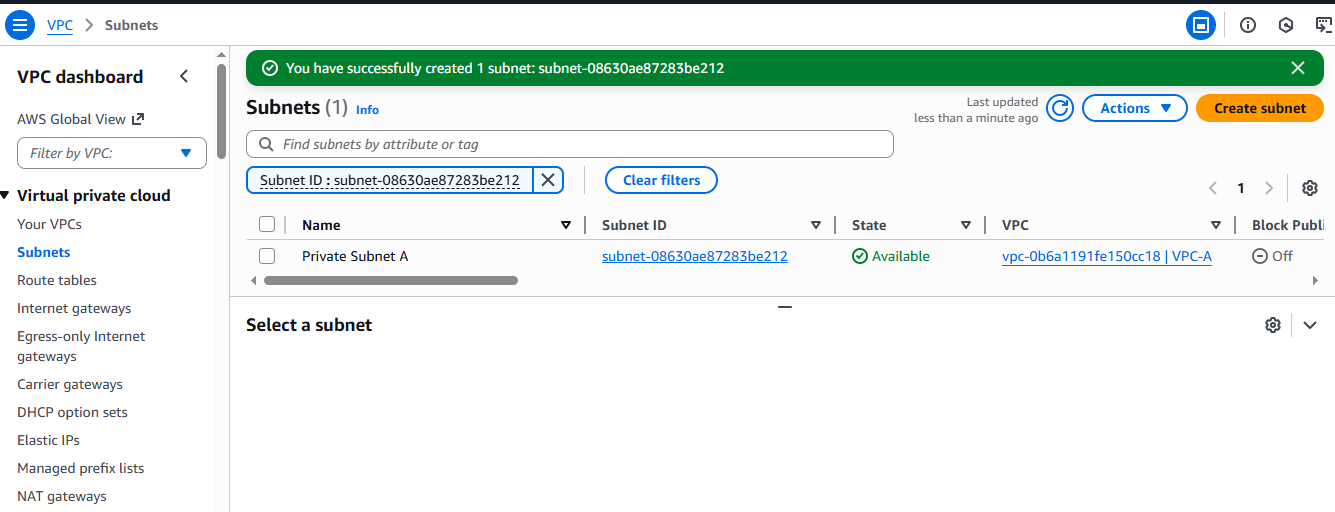 VPC > Subnets
You have successfully created 1 subnet: subnet-08630ae87283be212
VPC dashboard
AWS Global View
Filter by VPC:
Virtual private cloud
Your VPCs
Subnets
Route tables
Internet gateways
Egress-only Internet
gateways
Carrier gateways
DHCP option sets
Elastic IPs
Managed prefix lists
NAT gateways
Subnets (1) Info
Last updated
less than a minute ago
Actions
Create subnet
Find subnets by attribute or tag
Subnet ID : subnet-08630ae87283be212
Clear filters
1
Name Subnet ID State VPC Block Publi
Private Subnet A subnet-08630ae87283be212 Available vpc-0b6a1191fe150cc18 | VPC-A Off
Select a subnet